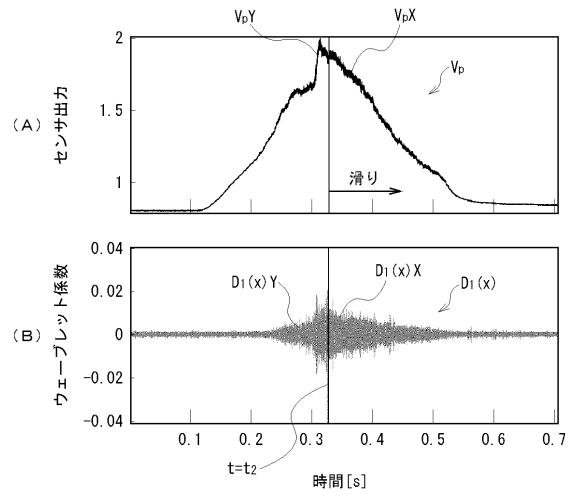 VpY
VpX
Vp
(A)
センサ出力
2
1.5
1
滑り
(B)
ウェーブレット係数
0.04
0.02
0
-0.02
-0.04
D1(x)Y
D1(x)X
D1(x)
0.1 0.2 0.3 0.4 0.5 0.6 0.7
t=t2
時間[s]